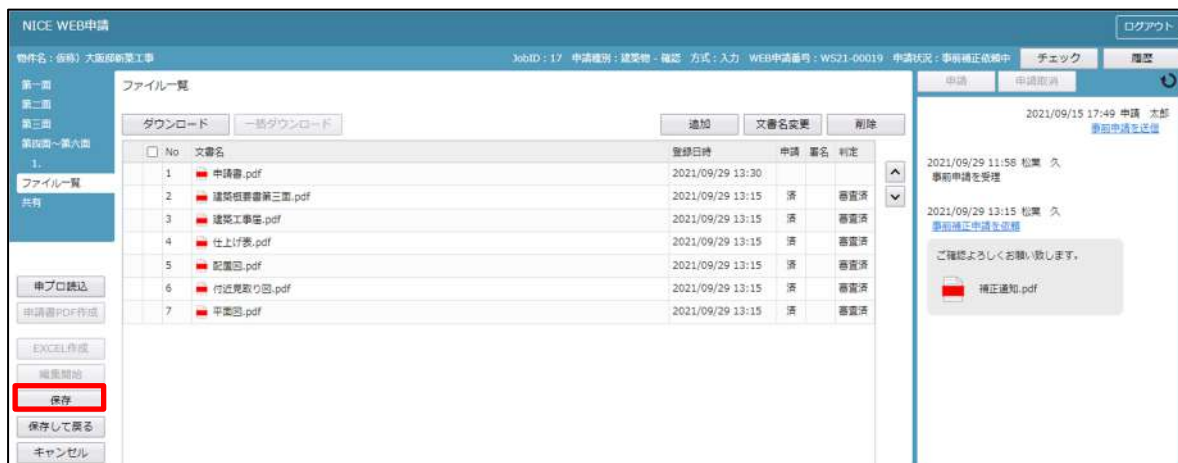 NICE WEB申請
ログアウト
物件名：仮称）大阪邸新築工事
JobID：17 申請種別：建築物 - 確認 方式：入力 WEB申請番号：WS21-00019 申請状況：事前補正依頼中
チェック
履歴
第一面
第二面
第三面
第四面～第六面
1.
ファイル一覧
共有
申プロ読込
申請書PDF作成
EXCEL作成
編集開始
保存
保存して戻る
キャンセル
ファイル一覧
ダウンロード 一括ダウンロード 追加 文書名変更 削除
No 文書名 登録日時 申請 署名 判定
1 申請書.pdf 2021/09/29 13:30
2 建築概要書第三面.pdf 2021/09/29 13:15 済 審査済
3 建築工事届.pdf 2021/09/29 13:15 済 審査済
4 仕上げ表.pdf 2021/09/29 13:15 済 審査済
5 配置図.pdf 2021/09/29 13:15 済 審査済
6 付近見取り図.pdf 2021/09/29 13:15 済 審査済
7 平面図.pdf 2021/09/29 13:15 済 審査済
申請 申請取消
2021/09/15 17:49 申請 太郎
事前申請を送信
2021/09/29 11:58 松葉 久
事前申請を受理
2021/09/29 13:15 松葉 久
事前補正申請を依頼
ご確認よろしくお願い致します。
補正通知.pdf